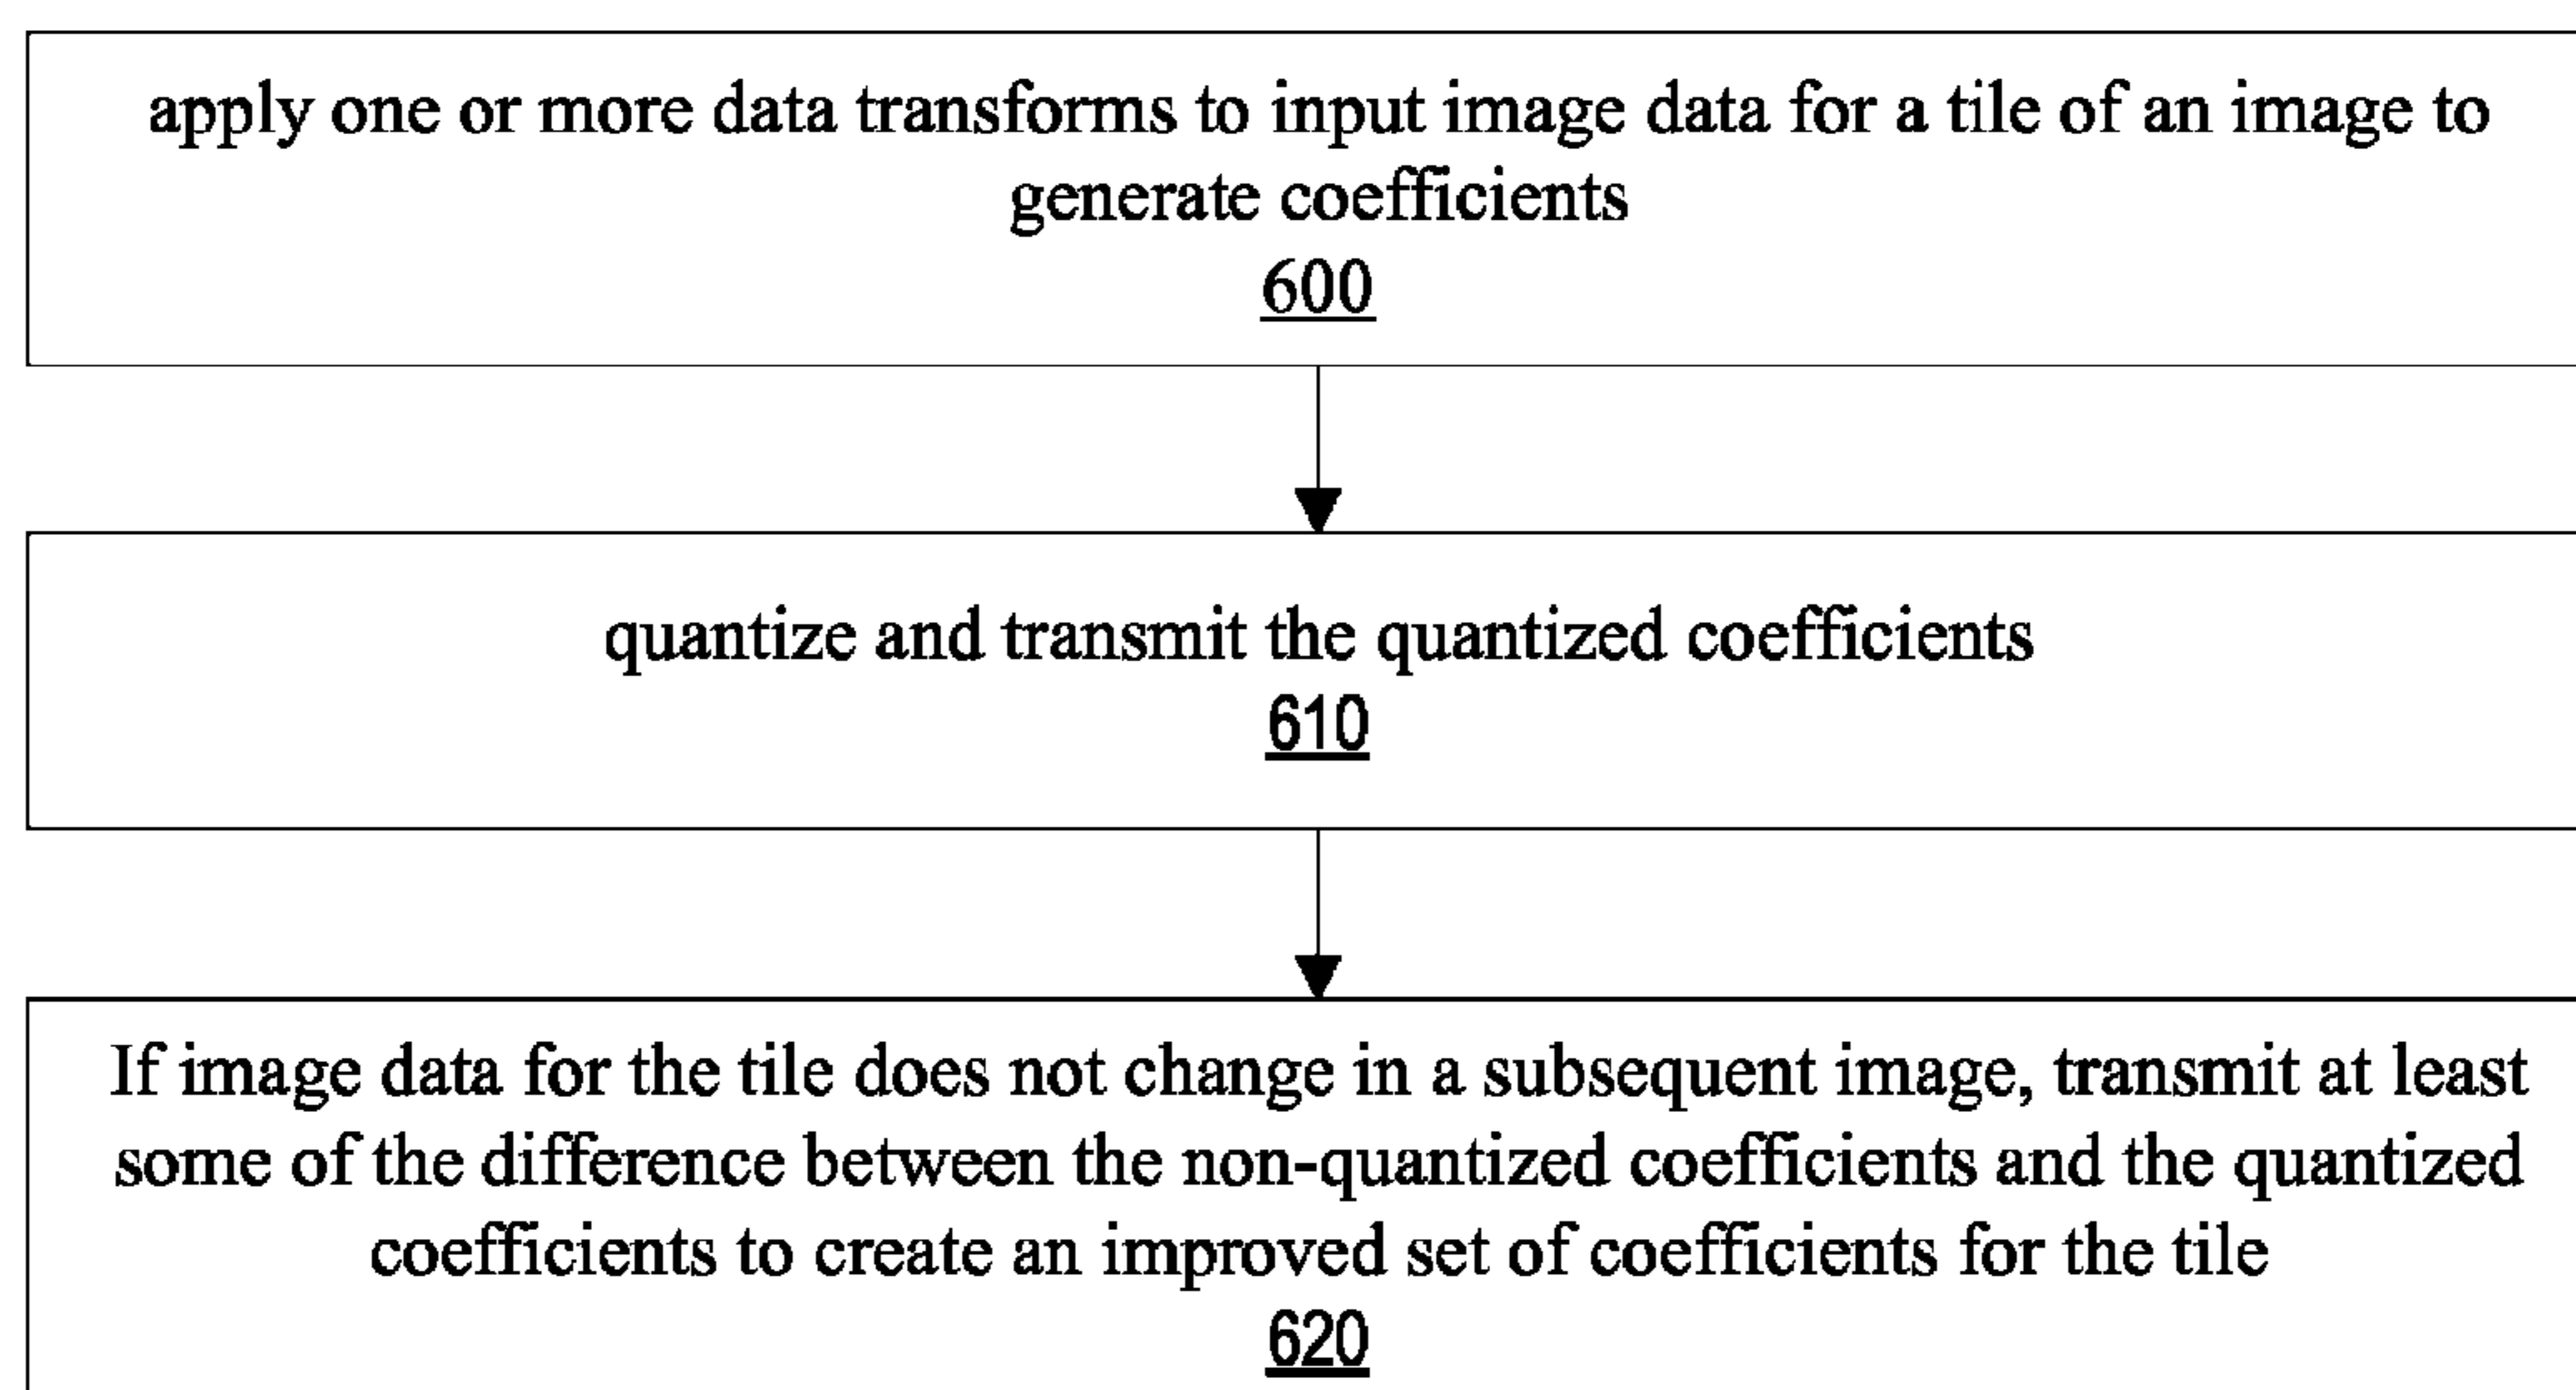 apply one or more data transforms to input image data for a tile of an image to
generate coefficients
600
quantize and transmit the quantized coefficients
610
If image data for the tile does not change in a subsequent image, transmit at least
some of the difference between the non-quantized coefficients and the quantized
coefficients to create an improved set of coefficients for the tile
620